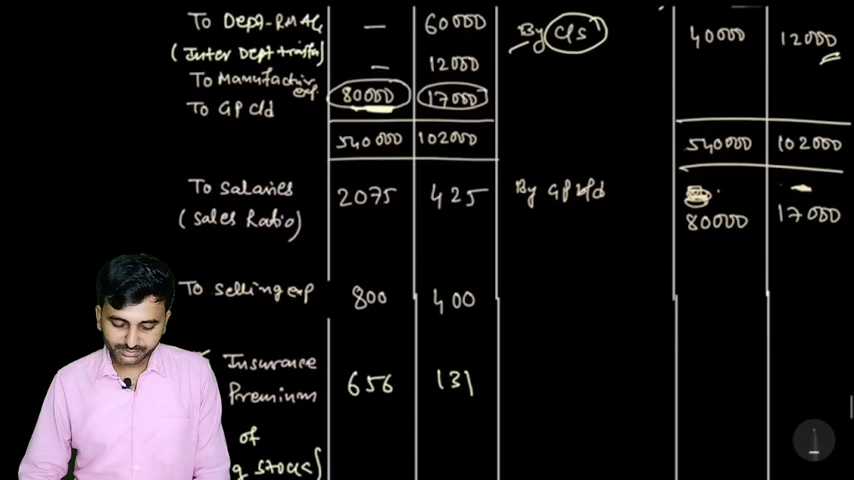 To Dept-RMAC — 60000 By C/S 40000 12000
(Inter Dept transfer) — 12000
To Manufacturing exp.
80000 17000
To GP c/d
540000 102000 540000 102000
To salaries 2075 425 By GP b/d
(Sales Ratio) 80000 17000
To selling exp 800 400
Insurance
Premium 656 131
of
g stock)